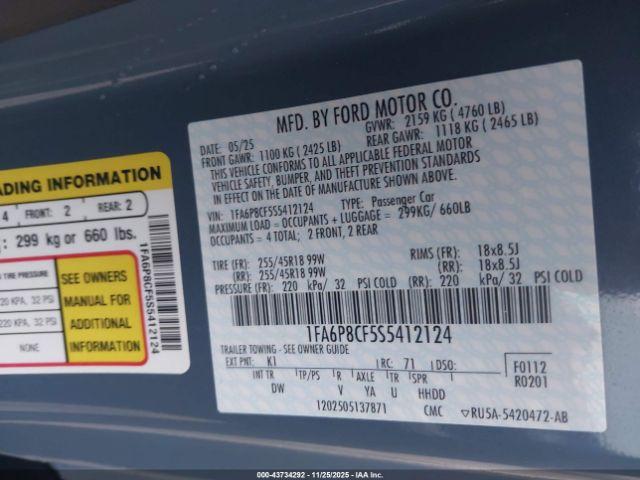 ADING INFORMATION
4 FRONT: 2 REAR: 2
: 299 kg or 660 lbs.
TIRE PRESSURE
220 KPA, 32 PSI
220 KPA, 32 PSI
NONE
SEE OWNERS
MANUAL FOR
ADDITIONAL
INFORMATION
1FA6P8CF5S5412124
MFD. BY FORD MOTOR CO.
DATE: 05/25 GVWR: 2159 KG ( 4760 LB)
FRONT GAWR: 1100 KG ( 2425 LB) REAR GAWR: 1118 KG ( 2465 LB)
THIS VEHICLE CONFORMS TO ALL APPLICABLE FEDERAL MOTOR
VEHICLE SAFETY, BUMPER, AND THEFT PREVENTION STANDARDS
IN EFFECT ON THE DATE OF MANUFACTURE SHOWN ABOVE.
VIN: 1FA6P8CF5S5412124 TYPE: Passenger Car
MAXIMUM LOAD = OCCUPANTS + LUGGAGE = 299KG/ 660LB
OCCUPANTS = 4 TOTAL; 2 FRONT, 2 REAR
TIRE (FR): 255/45R18 99W RIMS (FR): 18x8.5J
(RR): 255/45R18 99W (RR): 18x8.5J
PRESSURE (FR): 220 kPa/ 32 PSI COLD (RR): 220 kPa/ 32 PSI COLD
1FA6P8CF5S5412124
TRAILER TOWING - SEE OWNER GUIDE
EXT PNT: K1 RC: 71 DSO: F0112
INT TR TP/PS R AXLE TR SPR R0201
DW V YA U HHDD
1202505137871 CMC RU5A-5420472-AB
000-43734292 — 11/25/2025 — IAA, Inc.